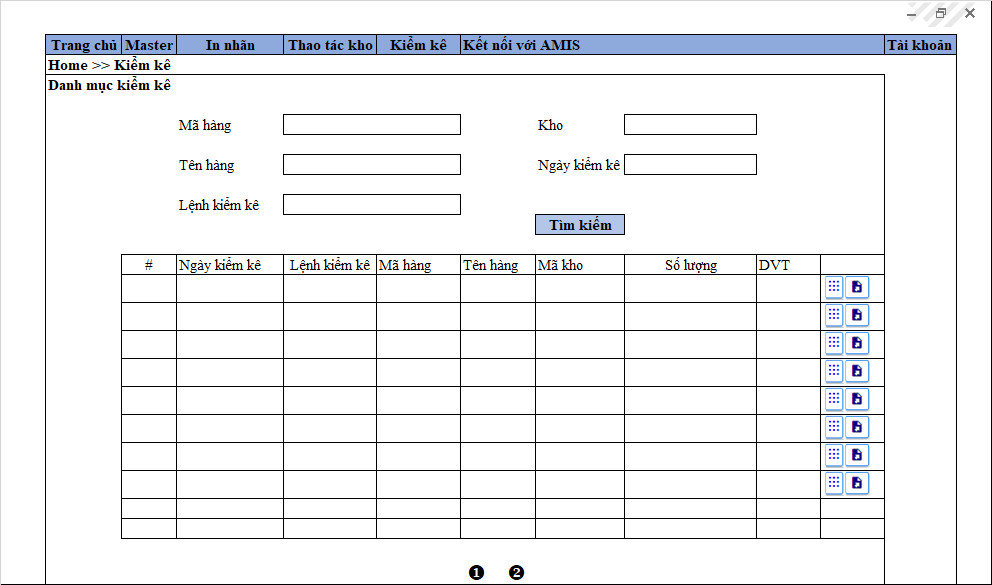 Trang chủ Master In nhãn Thao tác kho Kiểm kê Kết nối với AMIS Tài khoản
Home >> Kiểm kê
Danh mục kiểm kê
Mã hàng Kho
Tên hàng Ngày kiểm kê
Lệnh kiểm kê
Tìm kiếm
# Ngày kiểm kê Lệnh kiểm kê Mã hàng Tên hàng Mã kho Số lượng DVT
1 2